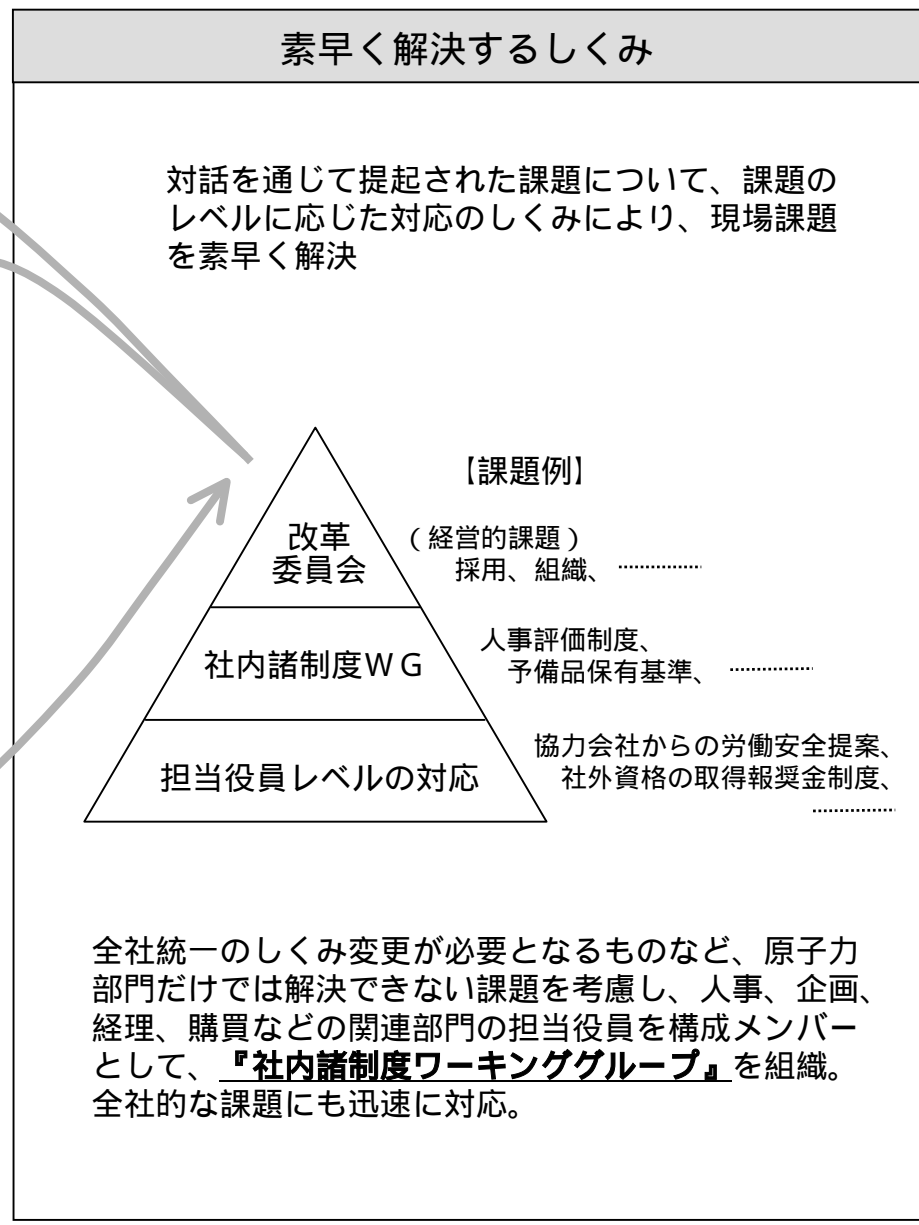 素早く解決するしくみ
対話を通じて提起された課題について、課題の
レベルに応じた対応のしくみにより、現場課題
を素早く解決
【課題例】
改革
委員会
（経営的課題）
採用、組織、…………
社内諸制度ＷＧ
人事評価制度、
予備品保有基準、…………
担当役員レベルの対応
協力会社からの労働安全提案、
社外資格の取得報奨金制度、
…………
全社統一のしくみ変更が必要となるものなど、原子力
部門だけでは解決できない課題を考慮し、人事、企画、
経理、購買などの関連部門の担当役員を構成メンバー
として、『社内諸制度ワーキンググループ』を組織。
全社的な課題にも迅速に対応。